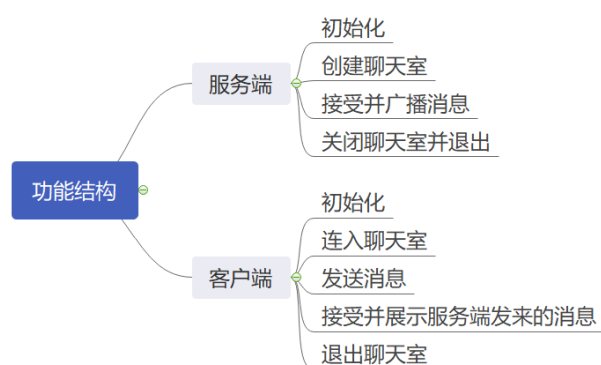 功能结构
服务端
初始化
创建聊天室
接受并广播消息
关闭聊天室并退出
客户端
初始化
连入聊天室
发送消息
接受并展示服务端发来的消息
退出聊天室